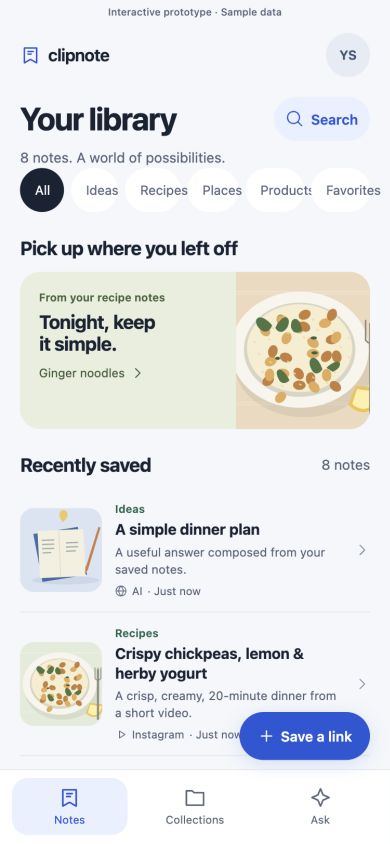 Interactive prototype · Sample data
clipnote
YS
Your library
Search
8 notes. A world of possibilities.
All
Ideas
Recipes
Places
Products
Favorites
Pick up where you left off
From your recipe notes
Tonight, keep
it simple.
Ginger noodles
Recently saved
8 notes
Ideas
A simple dinner plan
A useful answer composed from your
saved notes.
AI · Just now
Recipes
Crispy chickpeas, lemon &
herby yogurt
A crisp, creamy, 20-minute dinner from
a short video.
Instagram · Just now
+ Save a link
Notes
Collections
Ask